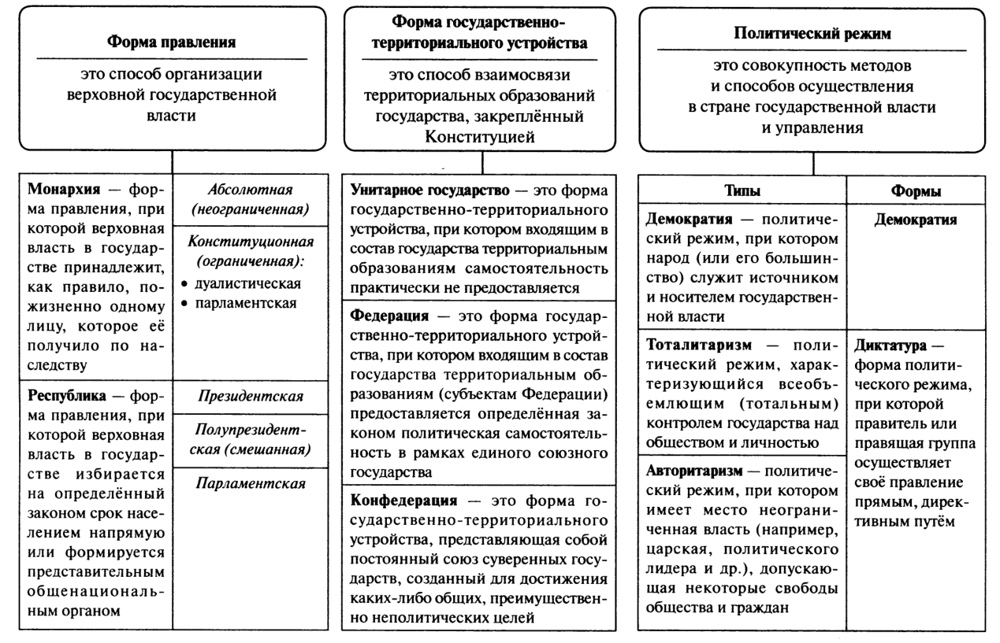 Форма правления
это способ организации
верховной государственной
власти
Монархия — фор-
ма правления, при
которой верховная
власть в государ-
стве принадлежит,
как правило, по-
жизненно одному
лицу, которое её
получило по на-
следству
Абсолютная
(неограниченная)
Конституционная
(ограниченная):
• дуалистическая
• парламентская
Республика — фор-
ма правления, при
которой верховная
власть в государ-
стве избирается
на определённый
законом срок насе-
лением напрямую
или формируется
представительным
общенациональ-
ным органом
Президентская
Полупрезидент-
ская (смешанная)
Парламентская
Форма государственно-
территориального устройства
это способ взаимосвязи
территориальных образований
государства, закреплённый
Конституцией
Унитарное государство — это форма
государственно-территориального
устройства, при котором входящим в
состав государства территориальным
образованиям самостоятельность
практически не предоставляется
Федерация — это форма государ-
ственно-территориального устрой-
ства, при котором входящим в состав
государства территориальным об-
разованиям (субъектам Федерации)
предоставляется определённая за-
коном политическая самостоятель-
ность в рамках единого союзного
государства
Конфедерация — это форма го-
сударственно-территориального
устройства, представляющая собой
постоянный союз суверенных госу-
дарств, созданный для достижения
каких-либо общих, преимуществен-
но неполитических целей
Политический режим
это совокупность методов
и способов осуществления
в стране государственной власти
и управления
Типы
Формы
Демократия — политиче-
ский режим, при котором
народ (или его большин-
ство) служит источником
и носителем государствен-
ной власти
Демократия
Тоталитаризм — поли-
тический режим, харак-
теризующийся всеобъ-
емлющим (тотальным)
контролем государства над
обществом и личностью
Авторитаризм — политиче-
ский режим, при котором
имеет место неограни-
ченная власть (например,
царская, политического
лидера и др.), допускаю-
щая некоторые свободы
общества и граждан
Диктатура —
форма полити-
ческого режима,
при которой
правитель или
правящая группа
осуществляет
своё правление
прямым, дирек-
тивным путём